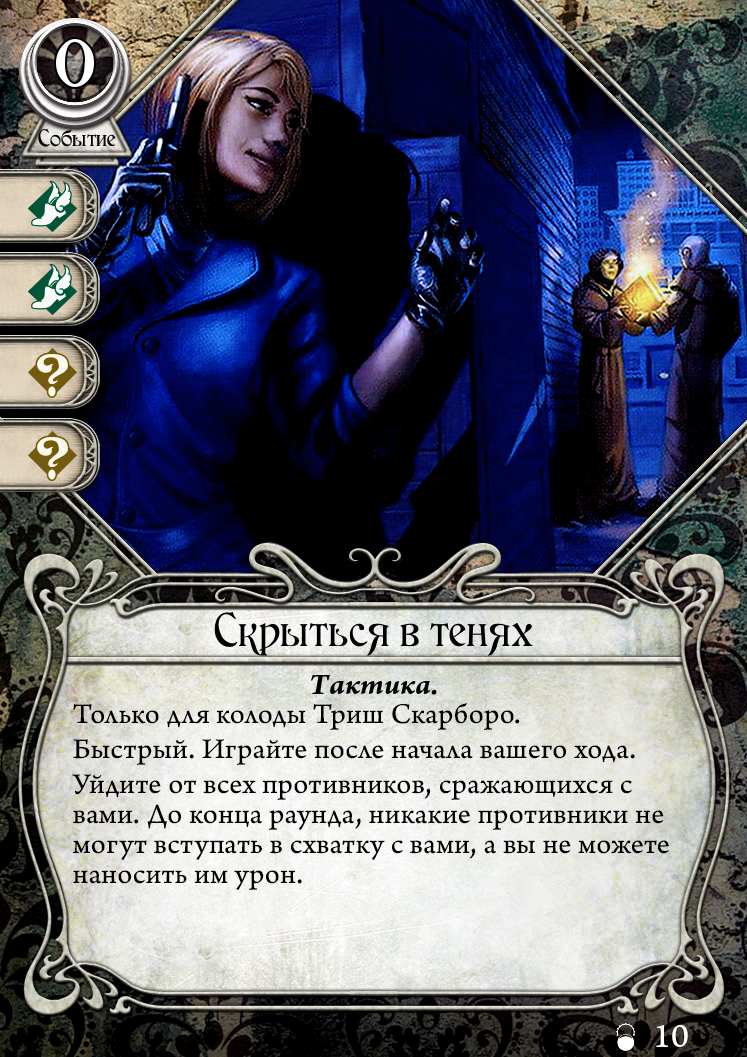 0
Событие
?
?
Скрыться в тенях
Тактика.
Только для колоды Триш Скарборо.
Быстрый. Играйте после начала вашего хода.
Уйдите от всех противников, сражающихся с
вами. До конца раунда, никакие противники не
могут вступать в схватку с вами, а вы не можете
наносить им урон.
10